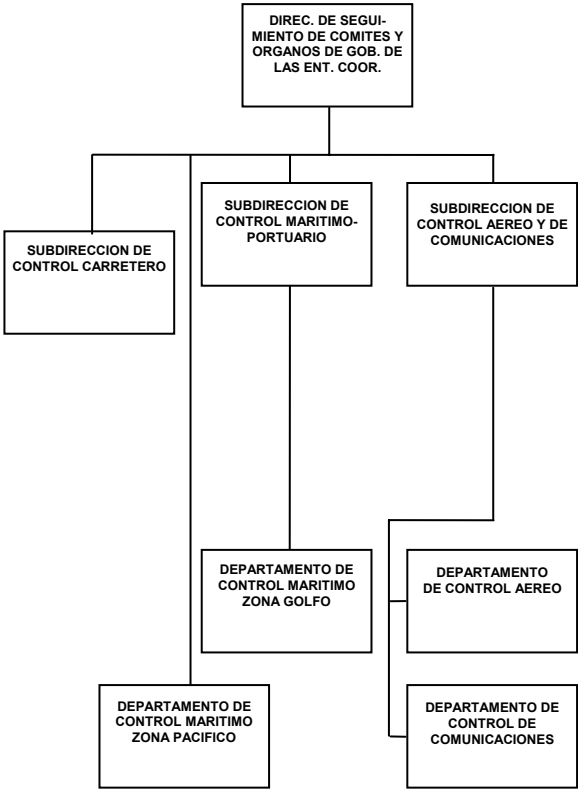 DIREC. DE SEGUI-
MIENTO DE COMITES Y
ORGANOS DE GOB. DE
LAS ENT. COOR.
SUBDIRECCION DE
CONTROL CARRETERO
SUBDIRECCION DE
CONTROL MARITIMO-
PORTUARIO
SUBDIRECCION DE
CONTROL AEREO Y DE
COMUNICACIONES
DEPARTAMENTO DE
CONTROL MARITIMO
ZONA GOLFO
DEPARTAMENTO
DE CONTROL AEREO
DEPARTAMENTO DE
CONTROL MARITIMO
ZONA PACIFICO
DEPARTAMENTO DE
CONTROL DE
COMUNICACIONES